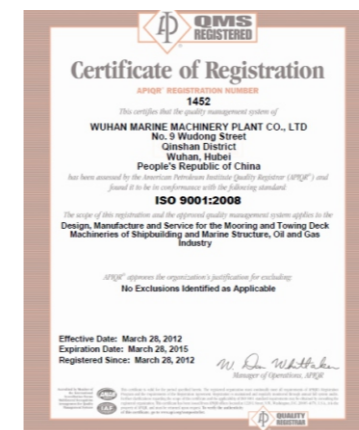 API
QMS
REGISTERED
Certificate of Registration
APIQR® REGISTRATION NUMBER
1452
This certifies that the quality management system of
WUHAN MARINE MACHINERY PLANT CO., LTD
No. 9 Wudong Street
Qinshan District
Wuhan, Hubei
People's Republic of China
has been assessed by the American Petroleum Institute Quality Registrar (APIQR®) and
found it to be in conformance with the following standard:
ISO 9001:2008
The scope of this registration and the approved quality management system applies to the
Design, Manufacture and Service for the Mooring and Towing Deck
Machineries of Shipbuilding and Marine Structure, Oil and Gas
Industry
APIQR® approves the organization's justification for excluding:
No Exclusions Identified as Applicable
Effective Date: March 28, 2012
Expiration Date: March 28, 2015
Registered Since: March 28, 2012
Manager of Operations, APIQR
QUALITY
REGISTRAR